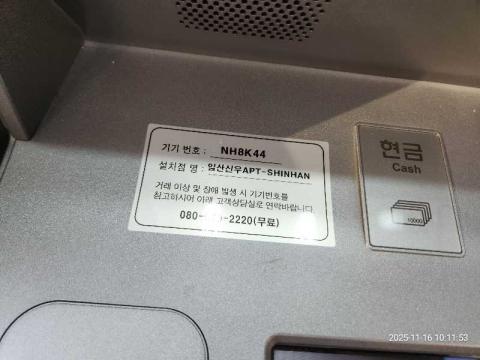 기기 번호 : NH8K44
설치점 명 : 일산신우APT-SHINHAN
거래 이상 및 장애 발생 시 기기번호를
참고하시어 아래 고객상담실로 연락바랍니다.
2220(무료)
현금
Cash
10000
2025-11-16 10:11:53